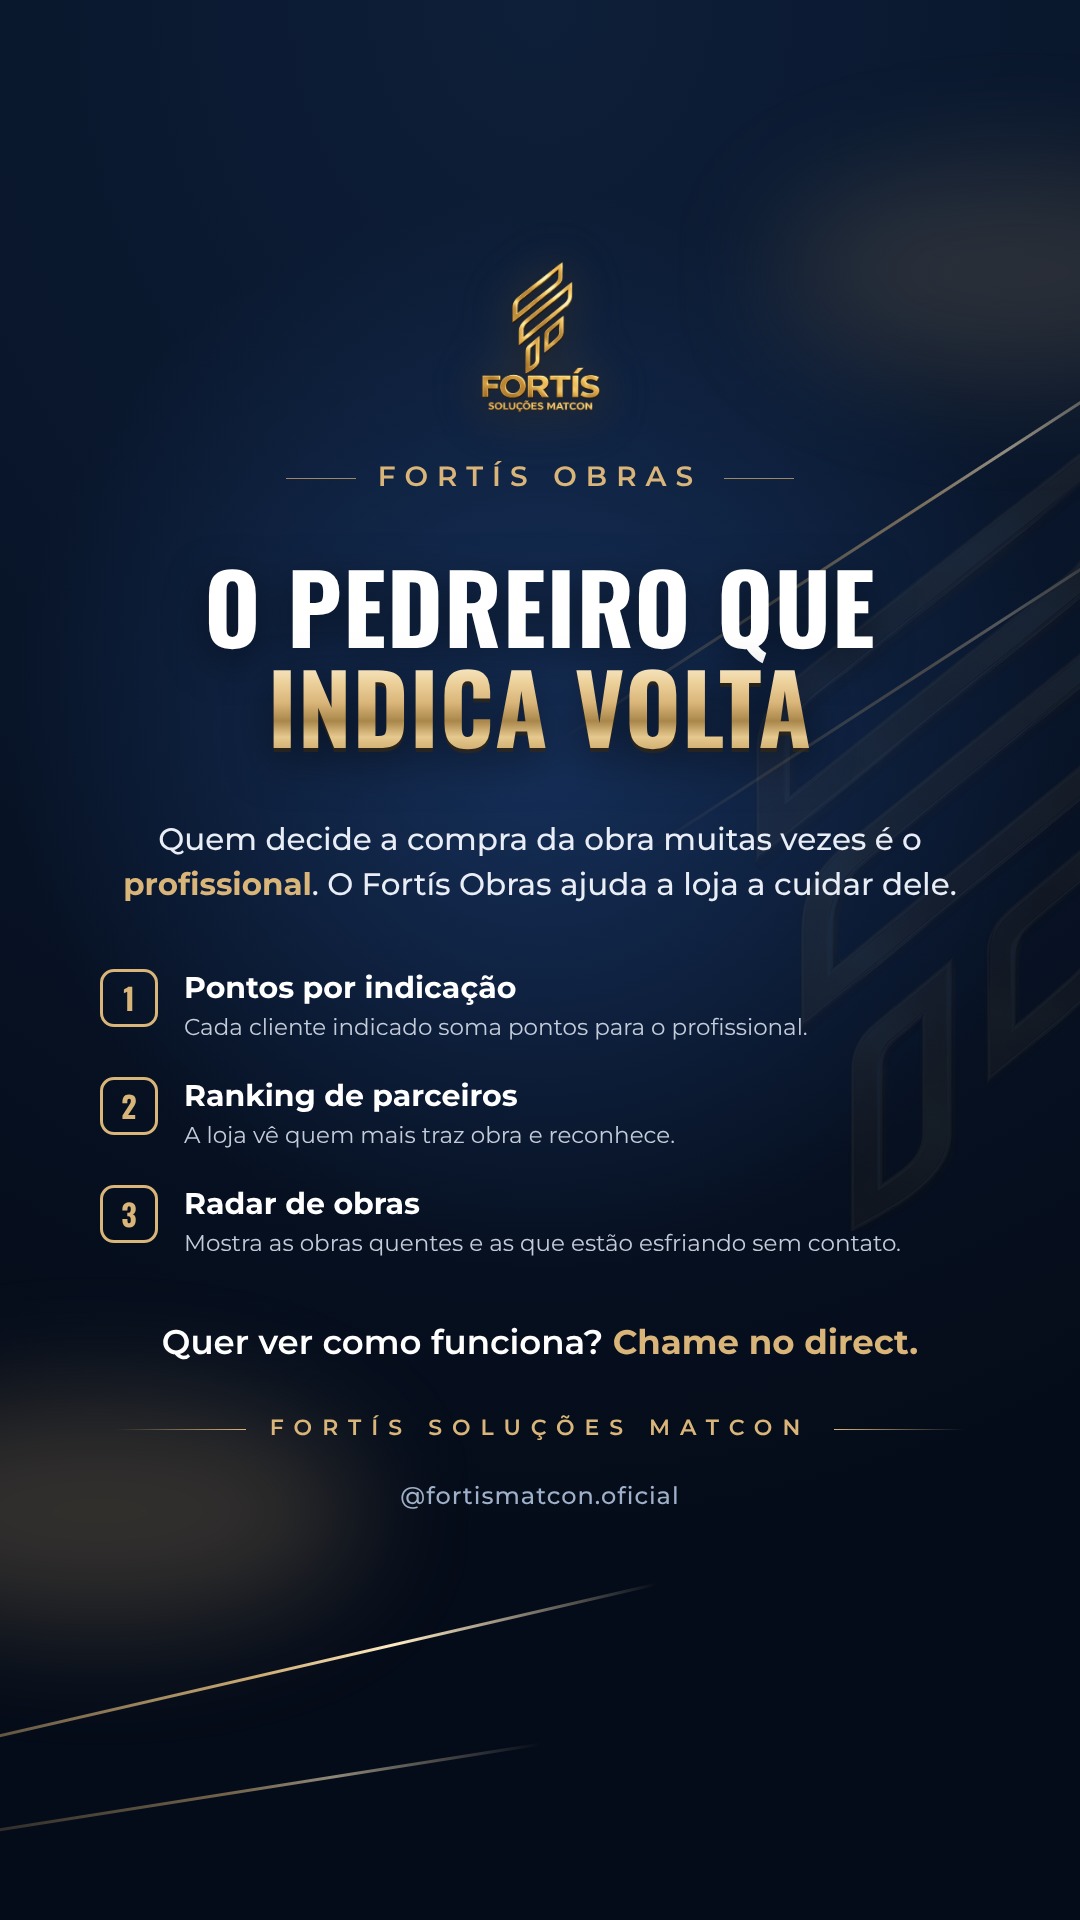 FORTÍS
SOLUÇÕES MATCON
FORTÍS OBRAS
O PEDREIRO QUE
INDICA VOLTA
Quem decide a compra da obra muitas vezes é o
profissional. O Fortís Obras ajuda a loja a cuidar dele.
1
Pontos por indicação
Cada cliente indicado soma pontos para o profissional.
2
Ranking de parceiros
A loja vê quem mais traz obra e reconhece.
3
Radar de obras
Mostra as obras quentes e as que estão esfriando sem contato.
Quer ver como funciona? Chame no direct.
FORTÍS SOLUÇÕES MATCON
@fortismatcon.oficial